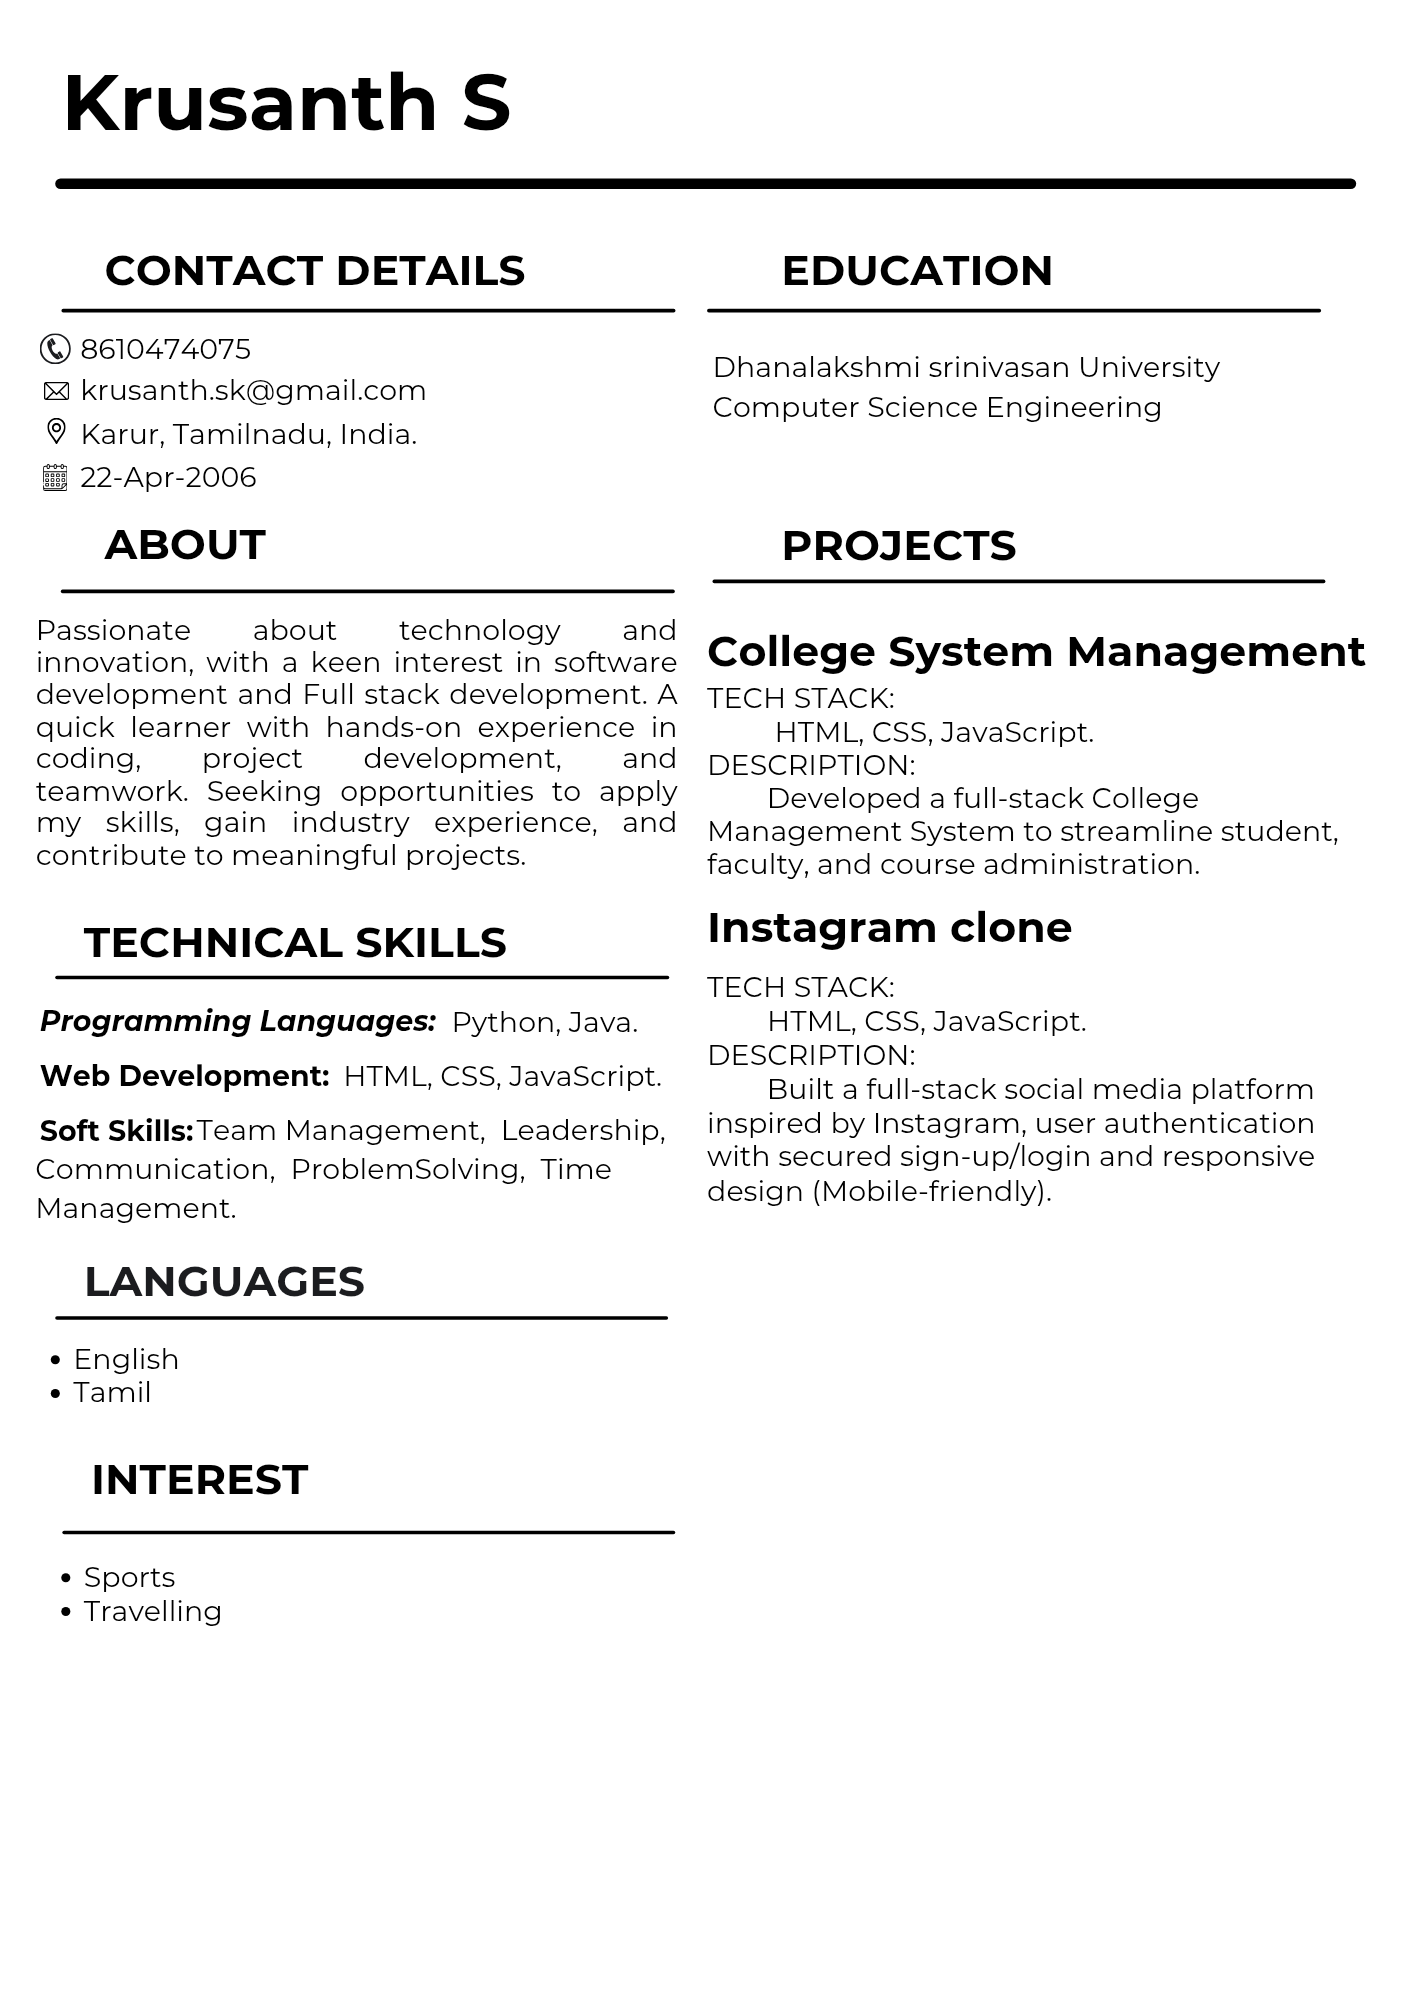 Krusanth S
CONTACT DETAILS
8610474075
krusanth.sk@gmail.com
Karur, Tamilnadu, India.
22-Apr-2006
ABOUT
Passionate about technology and
innovation, with a keen interest in software
development and Full stack development. A
quick learner with hands-on experience in
coding, project development, and
teamwork. Seeking opportunities to apply
my skills, gain industry experience, and
contribute to meaningful projects.
TECHNICAL SKILLS
Programming Languages: Python, Java.
Web Development: HTML, CSS, JavaScript.
Soft Skills: Team Management, Leadership,
Communication, ProblemSolving, Time
Management.
LANGUAGES
• English
• Tamil
INTEREST
• Sports
• Travelling
EDUCATION
Dhanalakshmi srinivasan University
Computer Science Engineering
PROJECTS
College System Management
TECH STACK:
HTML, CSS, JavaScript.
DESCRIPTION:
Developed a full-stack College
Management System to streamline student,
faculty, and course administration.
Instagram clone
TECH STACK:
HTML, CSS, JavaScript.
DESCRIPTION:
Built a full-stack social media platform
inspired by Instagram, user authentication
with secured sign-up/login and responsive
design (Mobile-friendly).